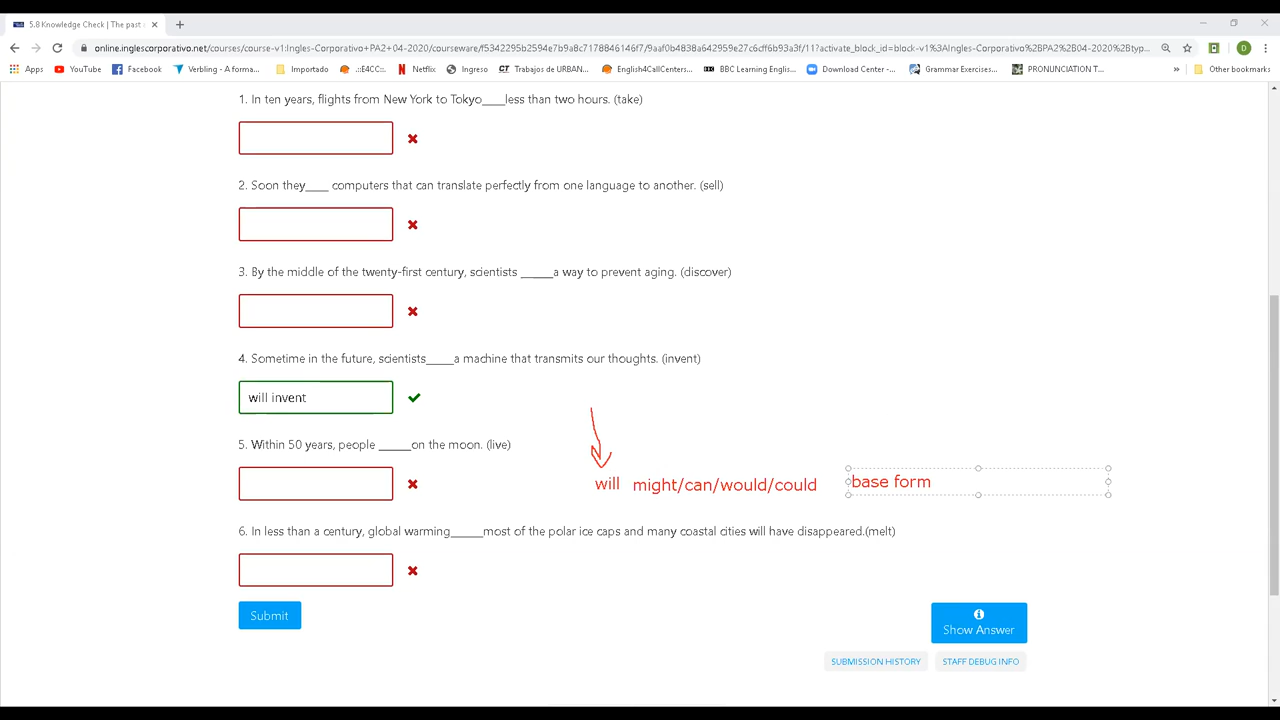 5.8 Knowledge Check | The past
online.inglescorporativo.net/courses/course-v1:Ingles-Corporativo+PA2+04-2020/courseware/f5342295b2594e7b9a8c7178846146f7/9aaf0b4838a642959e27c6cff6b93a3f/11?activate_block_id=block-v1%3AIngles-Corporativo%2BPA2%2B04-2020%2Btyp...
D
Apps YouTube Facebook Verbling - A forma... Importado .::E4CC::. Netflix Ingreso CT Trabajos de URBAN... English4CallCenters... BBC BBC Learning Englis... Download Center -... Grammar Exercises... PRONUNCIATION T... » Other bookmarks
1. In ten years, flights from New York to Tokyo____less than two hours. (take)
2. Soon they____ computers that can translate perfectly from one language to another. (sell)
3. By the middle of the twenty-first century, scientists ______a way to prevent aging. (discover)
4. Sometime in the future, scientists_____a machine that transmits our thoughts. (invent)
will invent
5. Within 50 years, people ______on the moon. (live)
will might/can/would/could base form
6. In less than a century, global warming______most of the polar ice caps and many coastal cities will have disappeared.(melt)
Submit
Show Answer
SUBMISSION HISTORY STAFF DEBUG INFO